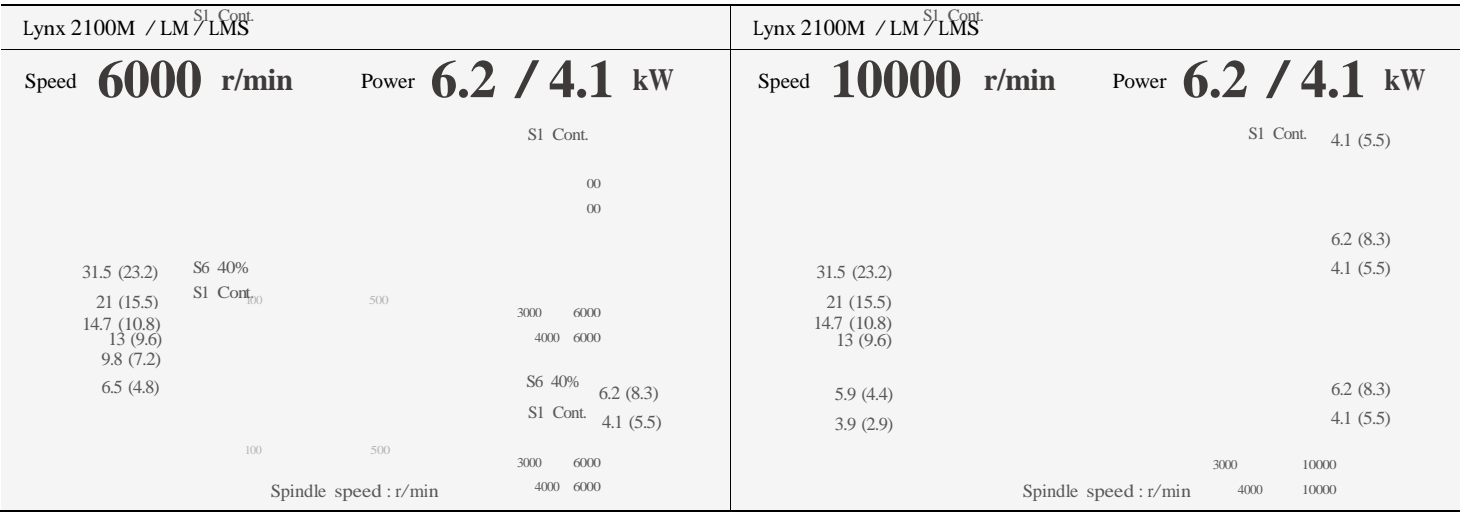 S1 Cont.
Lynx 2100M / LM / LMS
Speed 6000 r/min Power 6.2 / 4.1 kW
S1 Cont.
00
00
31.5 (23.2) S6 40%
21 (15.5) S1 Cont. 100 500
3000 6000
14.7 (10.8)
13 (9.6) 4000 6000
9.8 (7.2)
6.5 (4.8) S6 40% 6.2 (8.3)
S1 Cont. 4.1 (5.5)
100 500
3000 6000
Spindle speed : r/min 4000 6000
S1 Cont.
Lynx 2100M / LM / LMS
Speed 10000 r/min Power 6.2 / 4.1 kW
S1 Cont. 4.1 (5.5)
6.2 (8.3)
31.5 (23.2) 4.1 (5.5)
21 (15.5)
14.7 (10.8)
13 (9.6)
5.9 (4.4) 6.2 (8.3)
3.9 (2.9) 4.1 (5.5)
3000 10000
Spindle speed : r/min 4000 10000